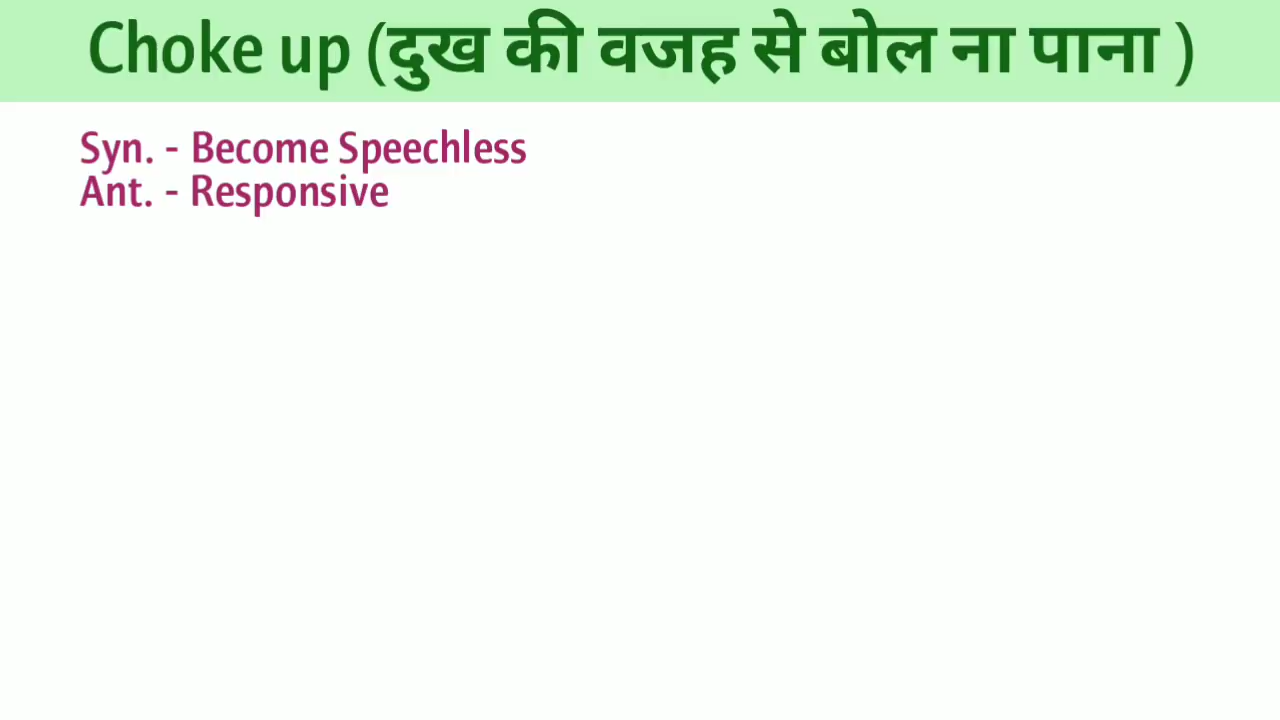 Choke up (दुख की वजह से बोल ना पाना )
Syn. - Become Speechless
Ant. - Responsive